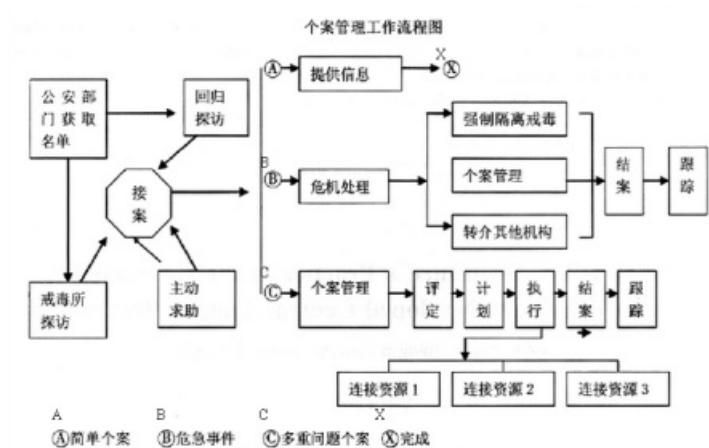 个案管理工作流程图
X
Ⓐ
提供信息
Ⓧ
公安部
门获取
名单
回归
探访
强制隔离戒毒
B
Ⓑ
危机处理
个案管理
结
案
跟
踪
接
案
转介其他机构
C
Ⓒ
个案管理
评
定
计
划
执
行
结
案
跟
踪
戒毒所
探访
主动
求助
连接资源1
连接资源2
连接资源3
A B C X
Ⓐ简单个案 Ⓑ危急事件 Ⓒ多重问题个案 Ⓧ完成